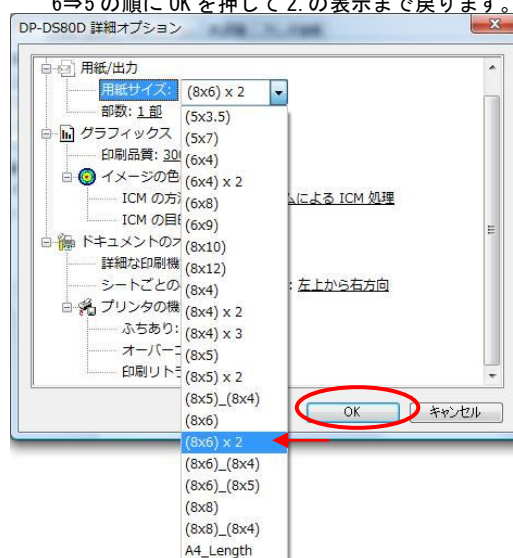 6⇒5 の順に OK を押して 2.の表示まで戻ります。
DP-DS80D 詳細オプション
用紙/出力
用紙サイズ: (8x6) x 2
部数: 1 部
(5x3.5)
グラフィックス
(5x7)
印刷品質: 300
(6x4)
イメージの色
(6x4) x 2
ICM の方 ムによる ICM 処理
(6x8)
ICM の目
(6x9)
ドキュメントのオ
(8x10)
詳細な印刷機
(8x12)
シートごとの : 左上から右方向
(8x4)
プリンタの機
(8x4) x 2
ふちあり:
(8x4) x 3
オーバーコ
(8x5)
印刷リトラ
(8x5) x 2
(8x5)_(8x4)
OK キャンセル
(8x6)
(8x6) x 2
(8x6)_(8x4)
(8x6)_(8x5)
(8x8)
(8x8)_(8x4)
A4_Length